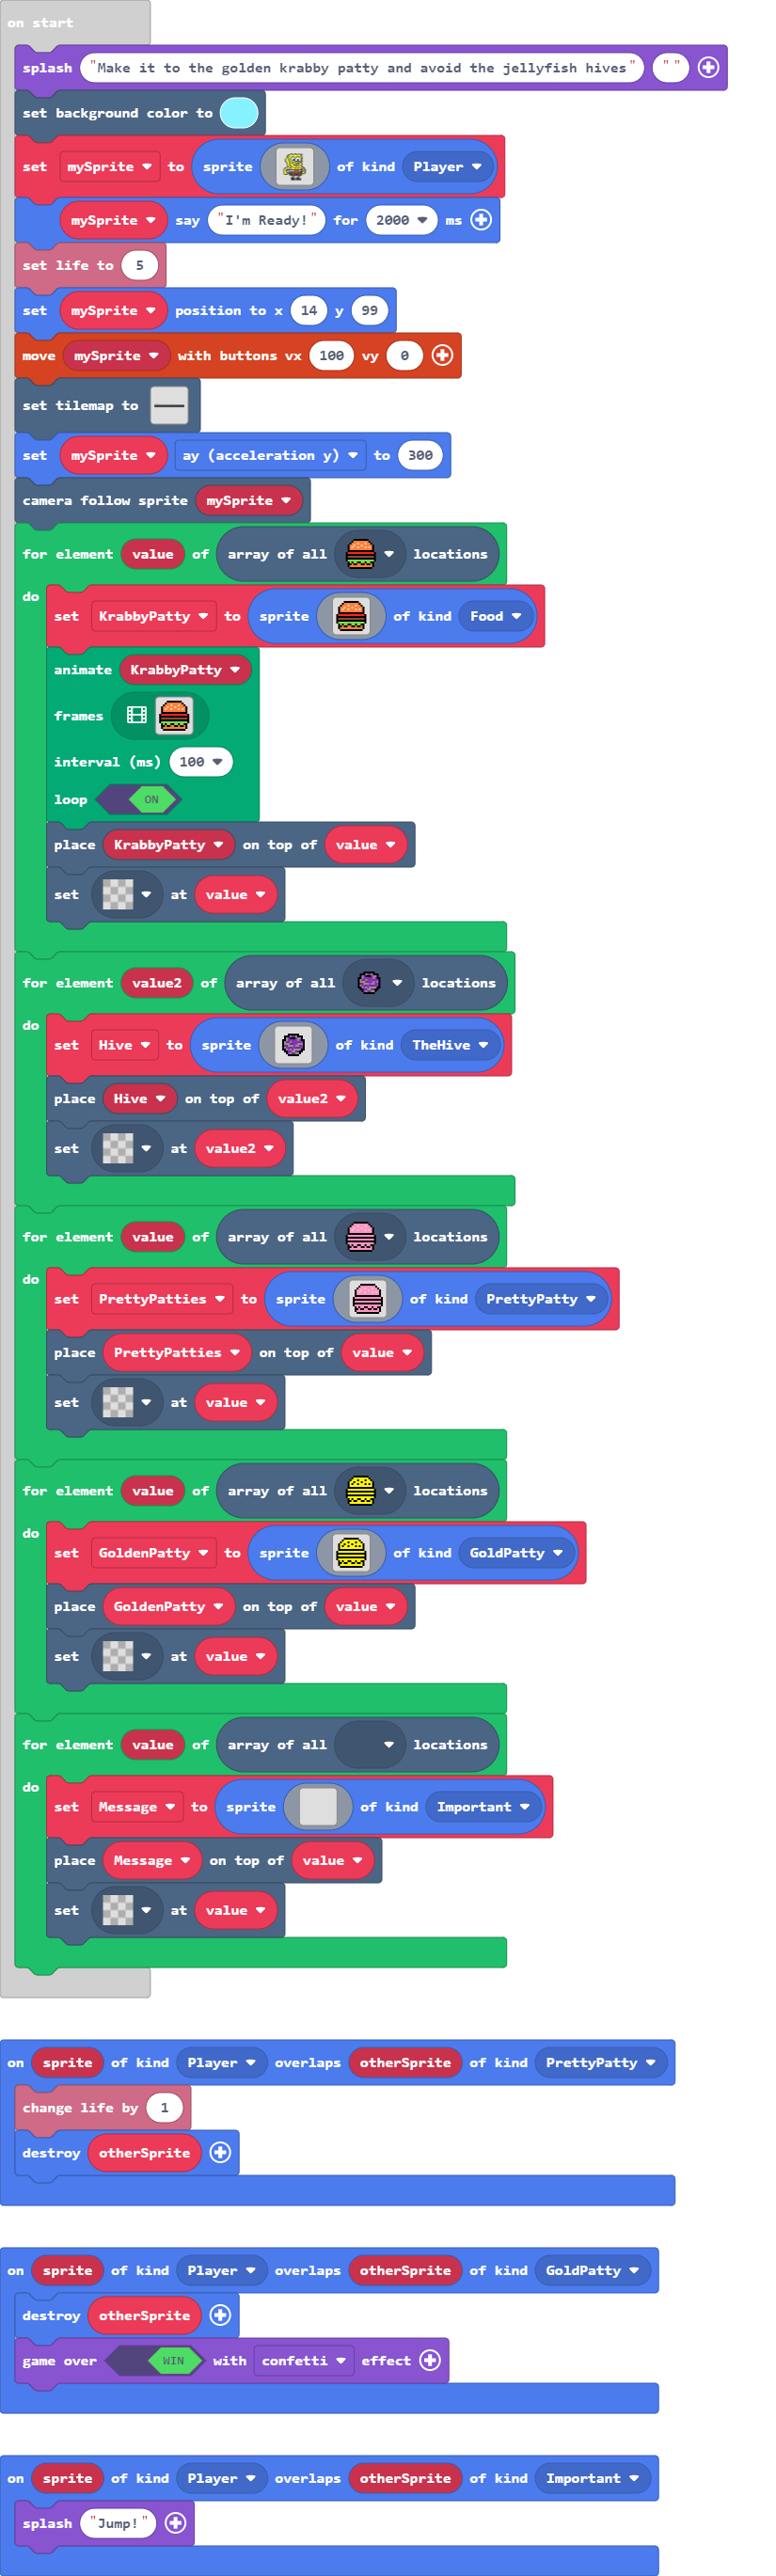 on start
splash "Make it to the golden krabby patty and avoid the jellyfish hives" ""
set background color to
set mySprite to sprite of kind Player
mySprite say "I'm Ready!" for 2000 ms
set life to 5
set mySprite position to x 14 y 99
move mySprite with buttons vx 100 vy 0
set tilemap to
set mySprite ay (acceleration y) to 300
camera follow sprite mySprite
for element value of array of all locations
do
set KrabbyPatty to sprite of kind Food
animate KrabbyPatty
frames
interval (ms) 100
loop ON
place KrabbyPatty on top of value
set at value
for element value2 of array of all locations
do
set Hive to sprite of kind TheHive
place Hive on top of value2
set at value2
for element value of array of all locations
do
set PrettyPatties to sprite of kind PrettyPatty
place PrettyPatties on top of value
set at value
for element value of array of all locations
do
set GoldenPatty to sprite of kind GoldPatty
place GoldenPatty on top of value
set at value
for element value of array of all locations
do
set Message to sprite of kind Important
place Message on top of value
set at value
on sprite of kind Player overlaps otherSprite of kind PrettyPatty
change life by 1
destroy otherSprite
on sprite of kind Player overlaps otherSprite of kind GoldPatty
destroy otherSprite
game over WIN with confetti effect
on sprite of kind Player overlaps otherSprite of kind Important
splash "Jump!"